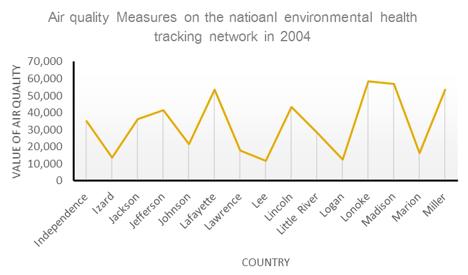 Air quality Measures on the natioanl environmental health
tracking network in 2004
VALUE OF AIR QUALITY
70,000
60,000
50,000
40,000
30,000
20,000
10,000
0
Independence
Izard
Jackson
Jefferson
Johnson
Lafayette
Lawrence
Lee
Lincoln
Little River
Logan
Lonoke
Madison
Marion
Miller
COUNTRY